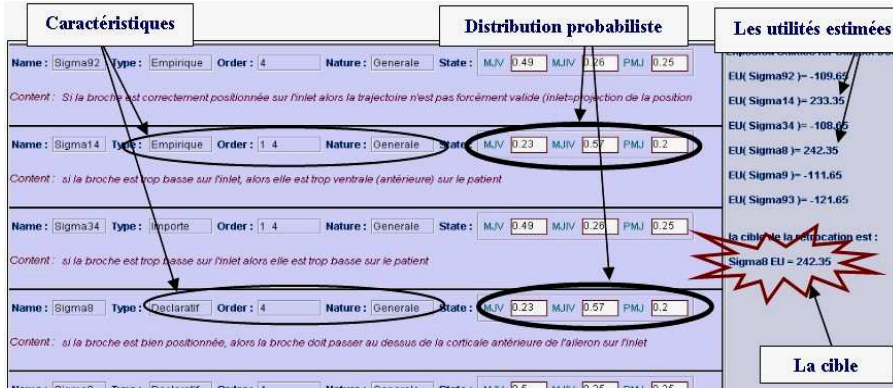 Caractéristiques
Distribution probabiliste
Les utilités estimées
Name : Sigma92 Type : Empirique Order : 4 Nature : Generale State : MJV 0.49 MJIV 0.26 PMJ 0.25
Content : Si la broche est correctement positionnée sur l'inlet alors la trajectoire n'est pas forcément valide (inlet=projection de la position
Name : Sigma14 Type : Empirique Order : 1 4 Nature : Generale State : MJV 0.23 MJIV 0.57 PMJ 0.2
Content : si la broche est trop basse sur l'inlet, alors elle est trop ventrale (antérieure) sur le patient
Name : Sigma34 Type : Importe Order : 1 4 Nature : Generale State : MJV 0.49 MJIV 0.26 PMJ 0.25
Content : si la broche est trop basse sur l'inlet alors elle est trop basse sur le patient
Name : Sigma8 Type : Declaratif Order : 4 Nature : Generale State : MJV 0.23 MJIV 0.57 PMJ 0.2
Content : si la broche est bien positionnée, alors la broche doit passer au dessus de la corticale antérieure de l'aileron sur l'inlet
EU( Sigma92 )= -109.65
EU( Sigma14 )= 233.35
EU( Sigma34 )= -108.65
EU( Sigma8 )= 242.35
EU( Sigma9 )= -111.65
EU( Sigma93 )= -121.65
la cible de la rétrocation est :
Sigma8 EU = 242.35
La cible